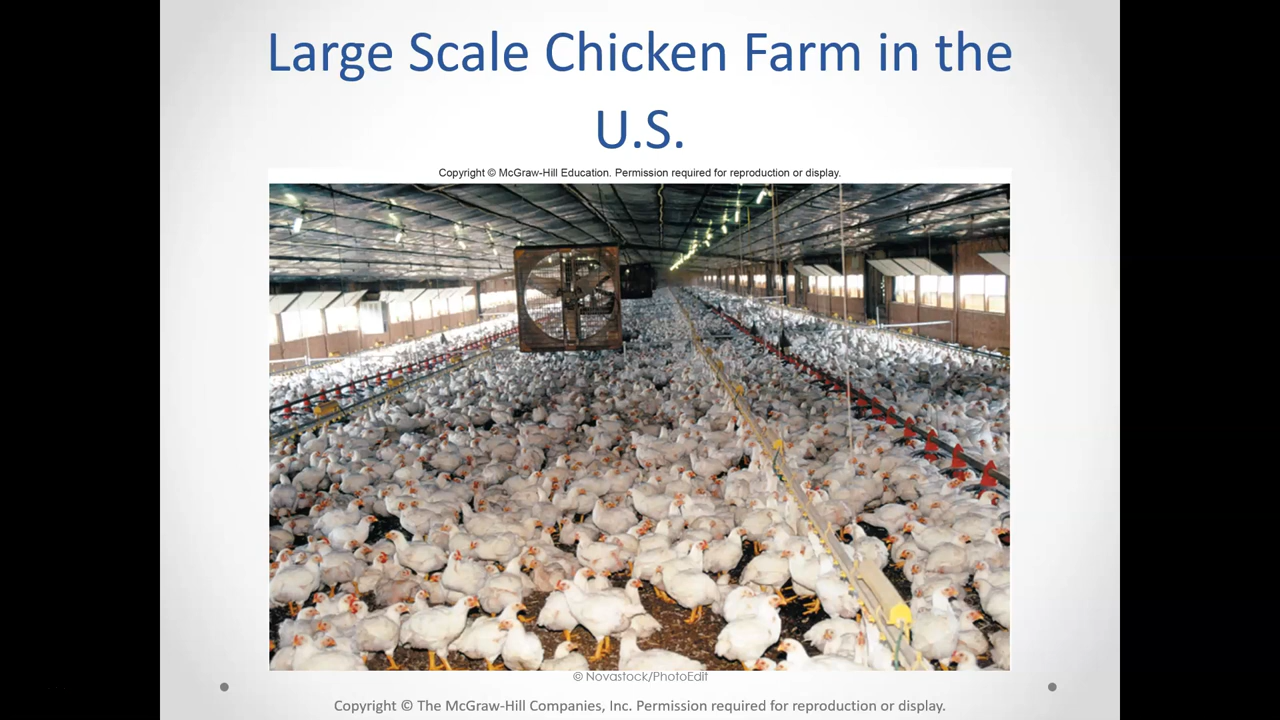 Large Scale Chicken Farm in the
U.S.
Copyright © McGraw-Hill Education. Permission required for reproduction or display.
© Novastock/PhotoEdit
Copyright © The McGraw-Hill Companies, Inc. Permission required for reproduction or display.